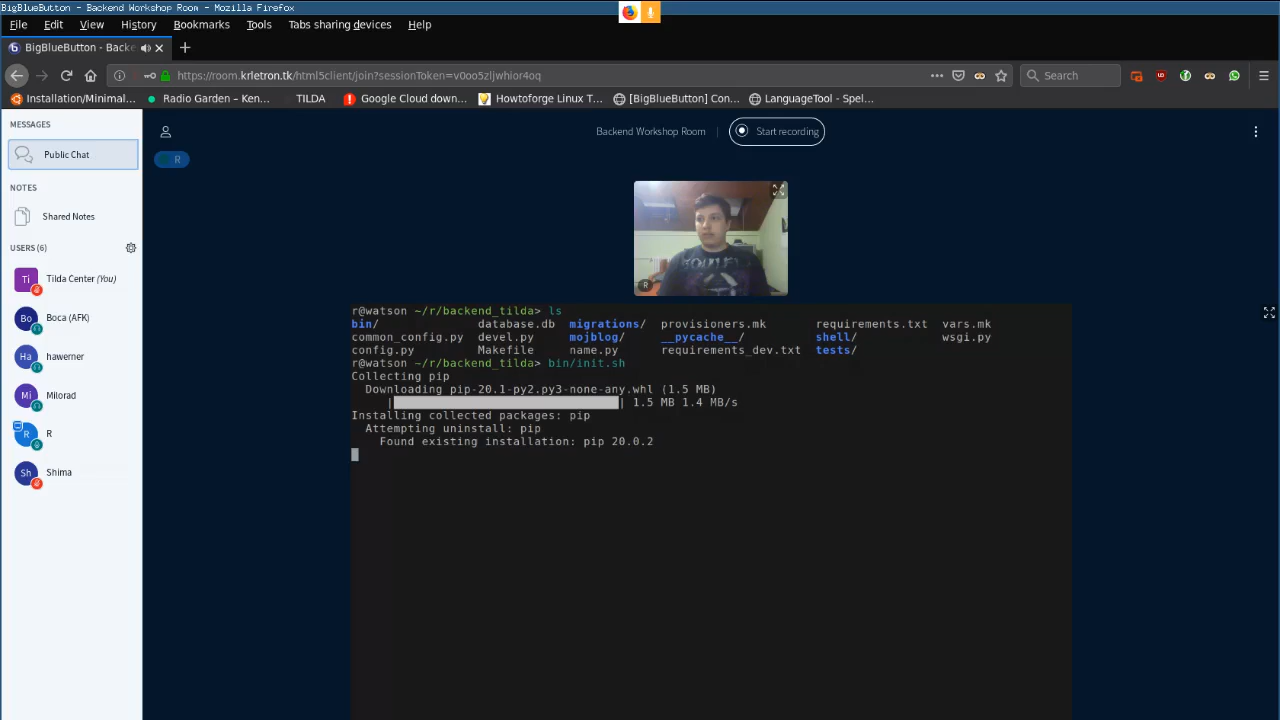 BigBlueButton - Backend Workshop Room - Mozilla Firefox
File Edit View History Bookmarks Tools Tabs sharing devices Help
BigBlueButton - Backe
https://room.krletron.tk/html5client/join?sessionToken=v0oo5zljwhior4oq
Search
Installation/Minimal... Radio Garden – Ken... TILDA Google Cloud down... Howtoforge Linux T... [BigBlueButton] Con... LanguageTool - Spel...
MESSAGES
Public Chat
NOTES
Shared Notes
USERS (6)
Ti Tilda Center (You)
Bo Boca (AFK)
Ha hawerner
Mi Milorad
R R
Sh Shima
Backend Workshop Room | Start recording
R
R
r@watson ~/r/backend_tilda> ls
bin/ database.db migrations/ provisioners.mk requirements.txt vars.mk
common_config.py devel.py mojblog/ __pycache__/ shell/ wsgi.py
config.py Makefile name.py requirements_dev.txt tests/
r@watson ~/r/backend_tilda> bin/init.sh
Collecting pip
Downloading pip-20.1-py2.py3-none-any.whl (1.5 MB)
| | 1.5 MB 1.4 MB/s
Installing collected packages: pip
Attempting uninstall: pip
Found existing installation: pip 20.0.2